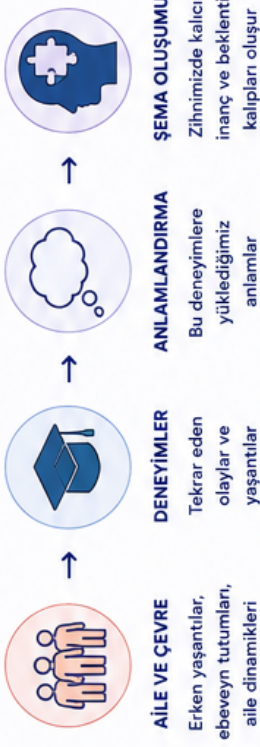 AİLE VE ÇEVRE
Erken yaşantılar,
ebeveyn tutumları,
aile dinamikleri
DENEYİMLER
Tekrar eden
olaylar ve
yaşantılar
ANLAMLANDIRMA
Bu deneyimlere
yüklediğimiz
anlamlar
ŞEMA OLUŞUMU
Zihnimizde kalıcı
inanç ve beklenti
kalıpları oluşur